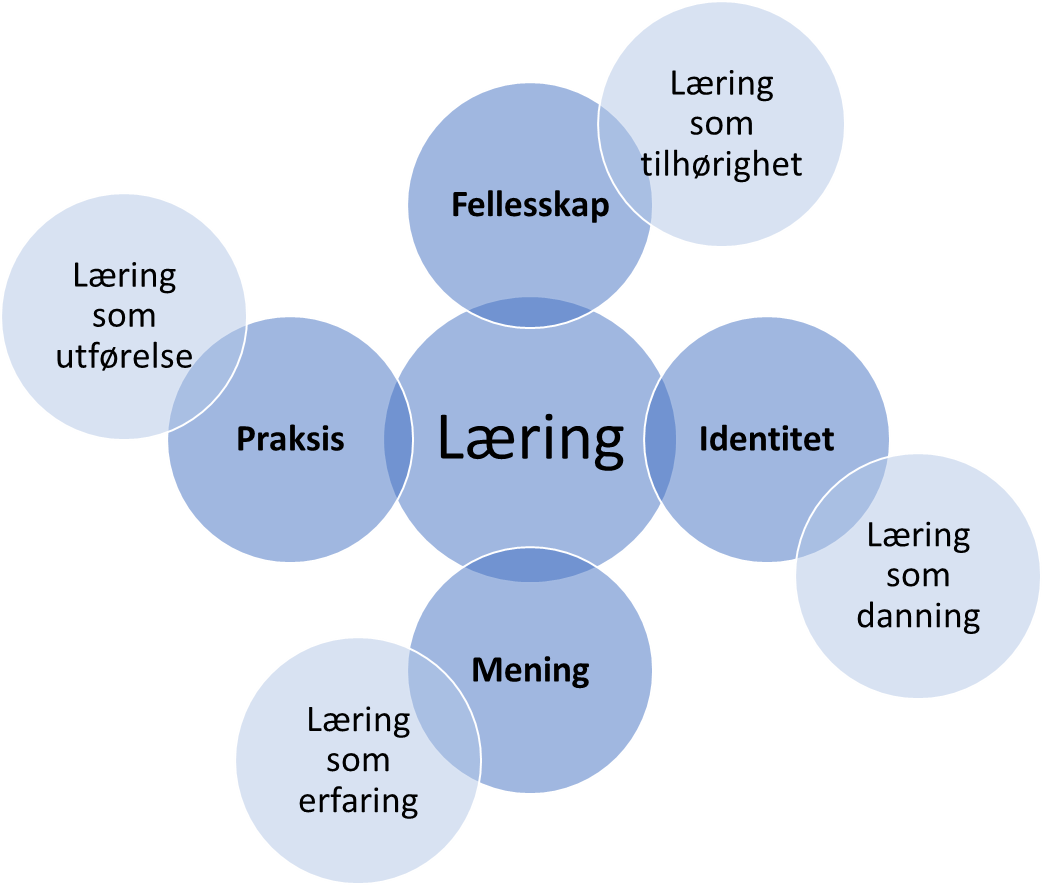 Læring
som
tilhørighet
Fellesskap
Læring
som
utførelse
Praksis
Læring
Identitet
Læring
som
danning
Mening
Læring
som
erfaring